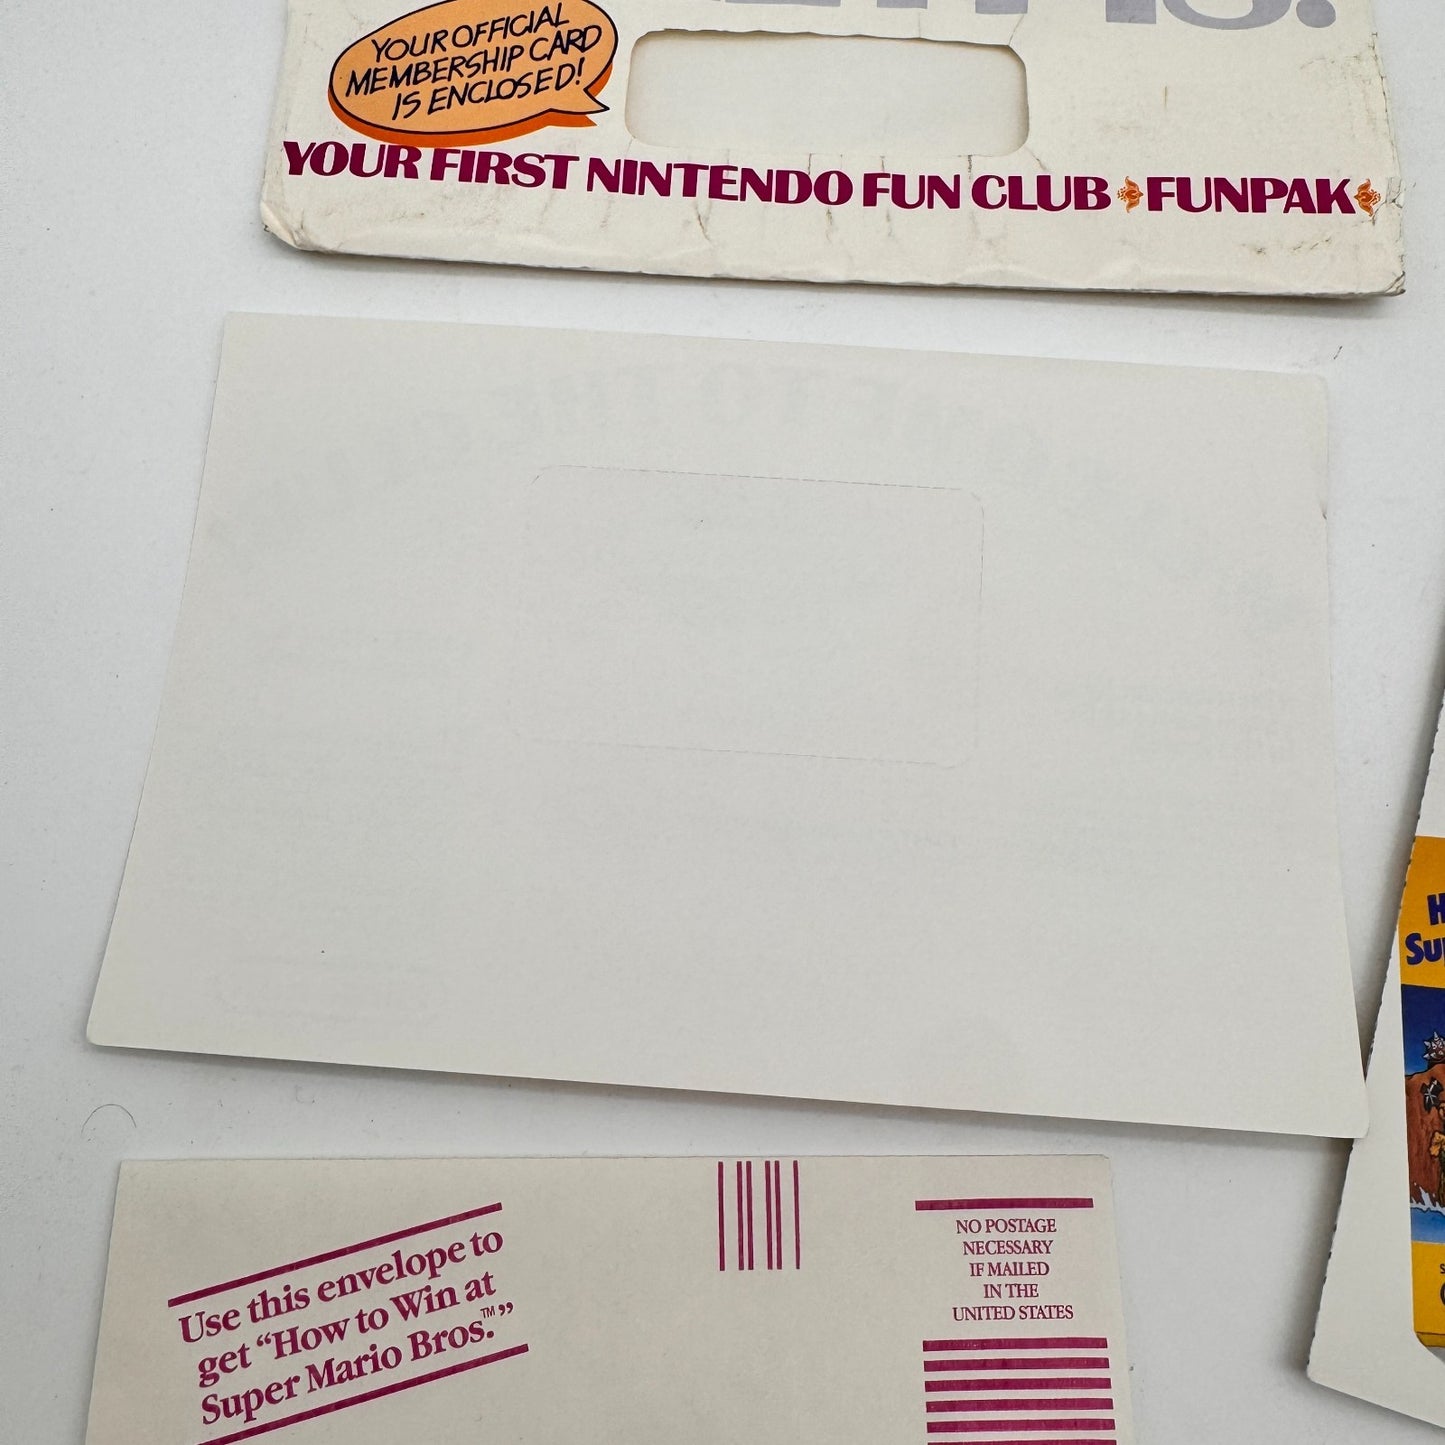 YOUR OFFICIAL
MEMBERSHIP CARD
IS ENCLOSED!
YOUR FIRST NINTENDO FUN CLUB FUNPAK
Use this envelope to
get “How to Win at
Super Mario Bros.™”
NO POSTAGE
NECESSARY
IF MAILED
IN THE
UNITED STATES